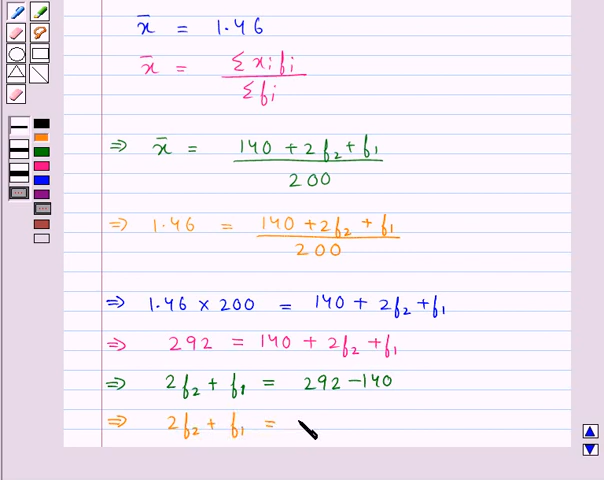 x̄ = 1.46
x̄ = Σxifi / Σfi
⇒ x̄ = 140 + 2f₂ + f₁ / 200
⇒ 1.46 = 140 + 2f₂ + f₁ / 200
⇒ 1.46 × 200 = 140 + 2f₂ + f₁
⇒ 292 = 140 + 2f₂ + f₁
⇒ 2f₂ + f₁ = 292 - 140
⇒ 2f₂ + f₁ =